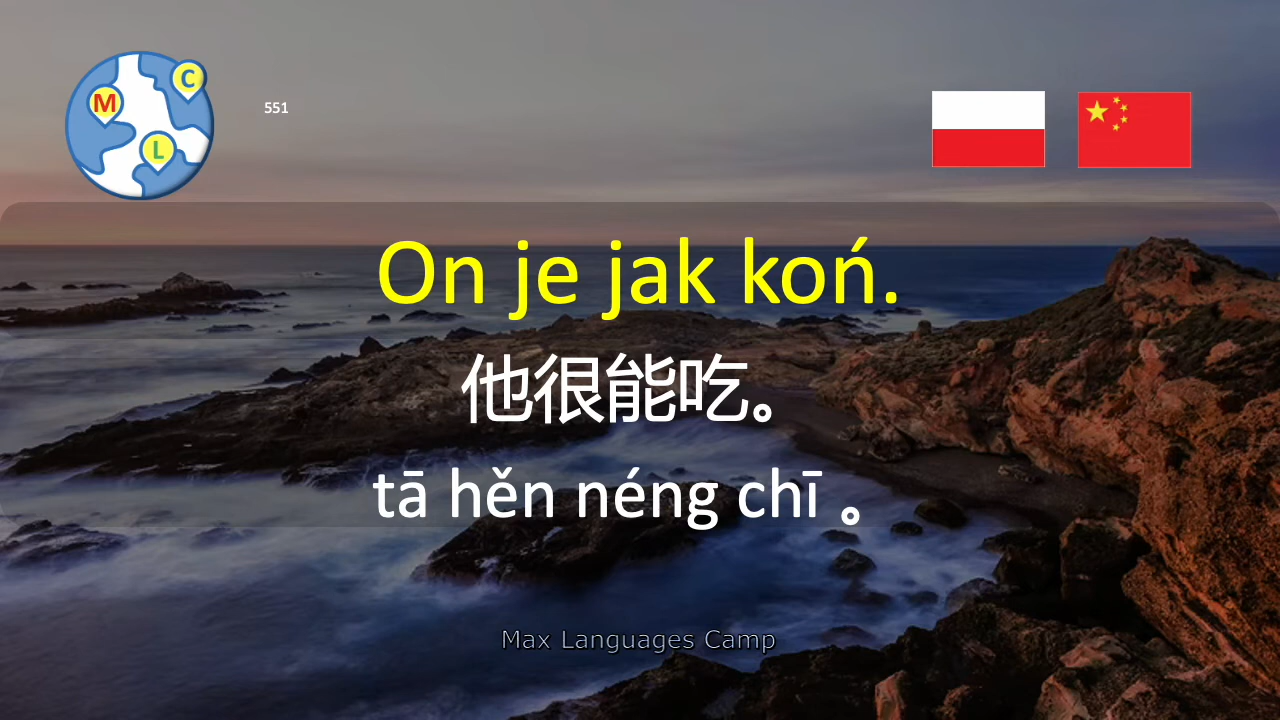 M
C
L
551
On je jak koń.
他很能吃。
tā hěn néng chī 。
Max Languages Camp